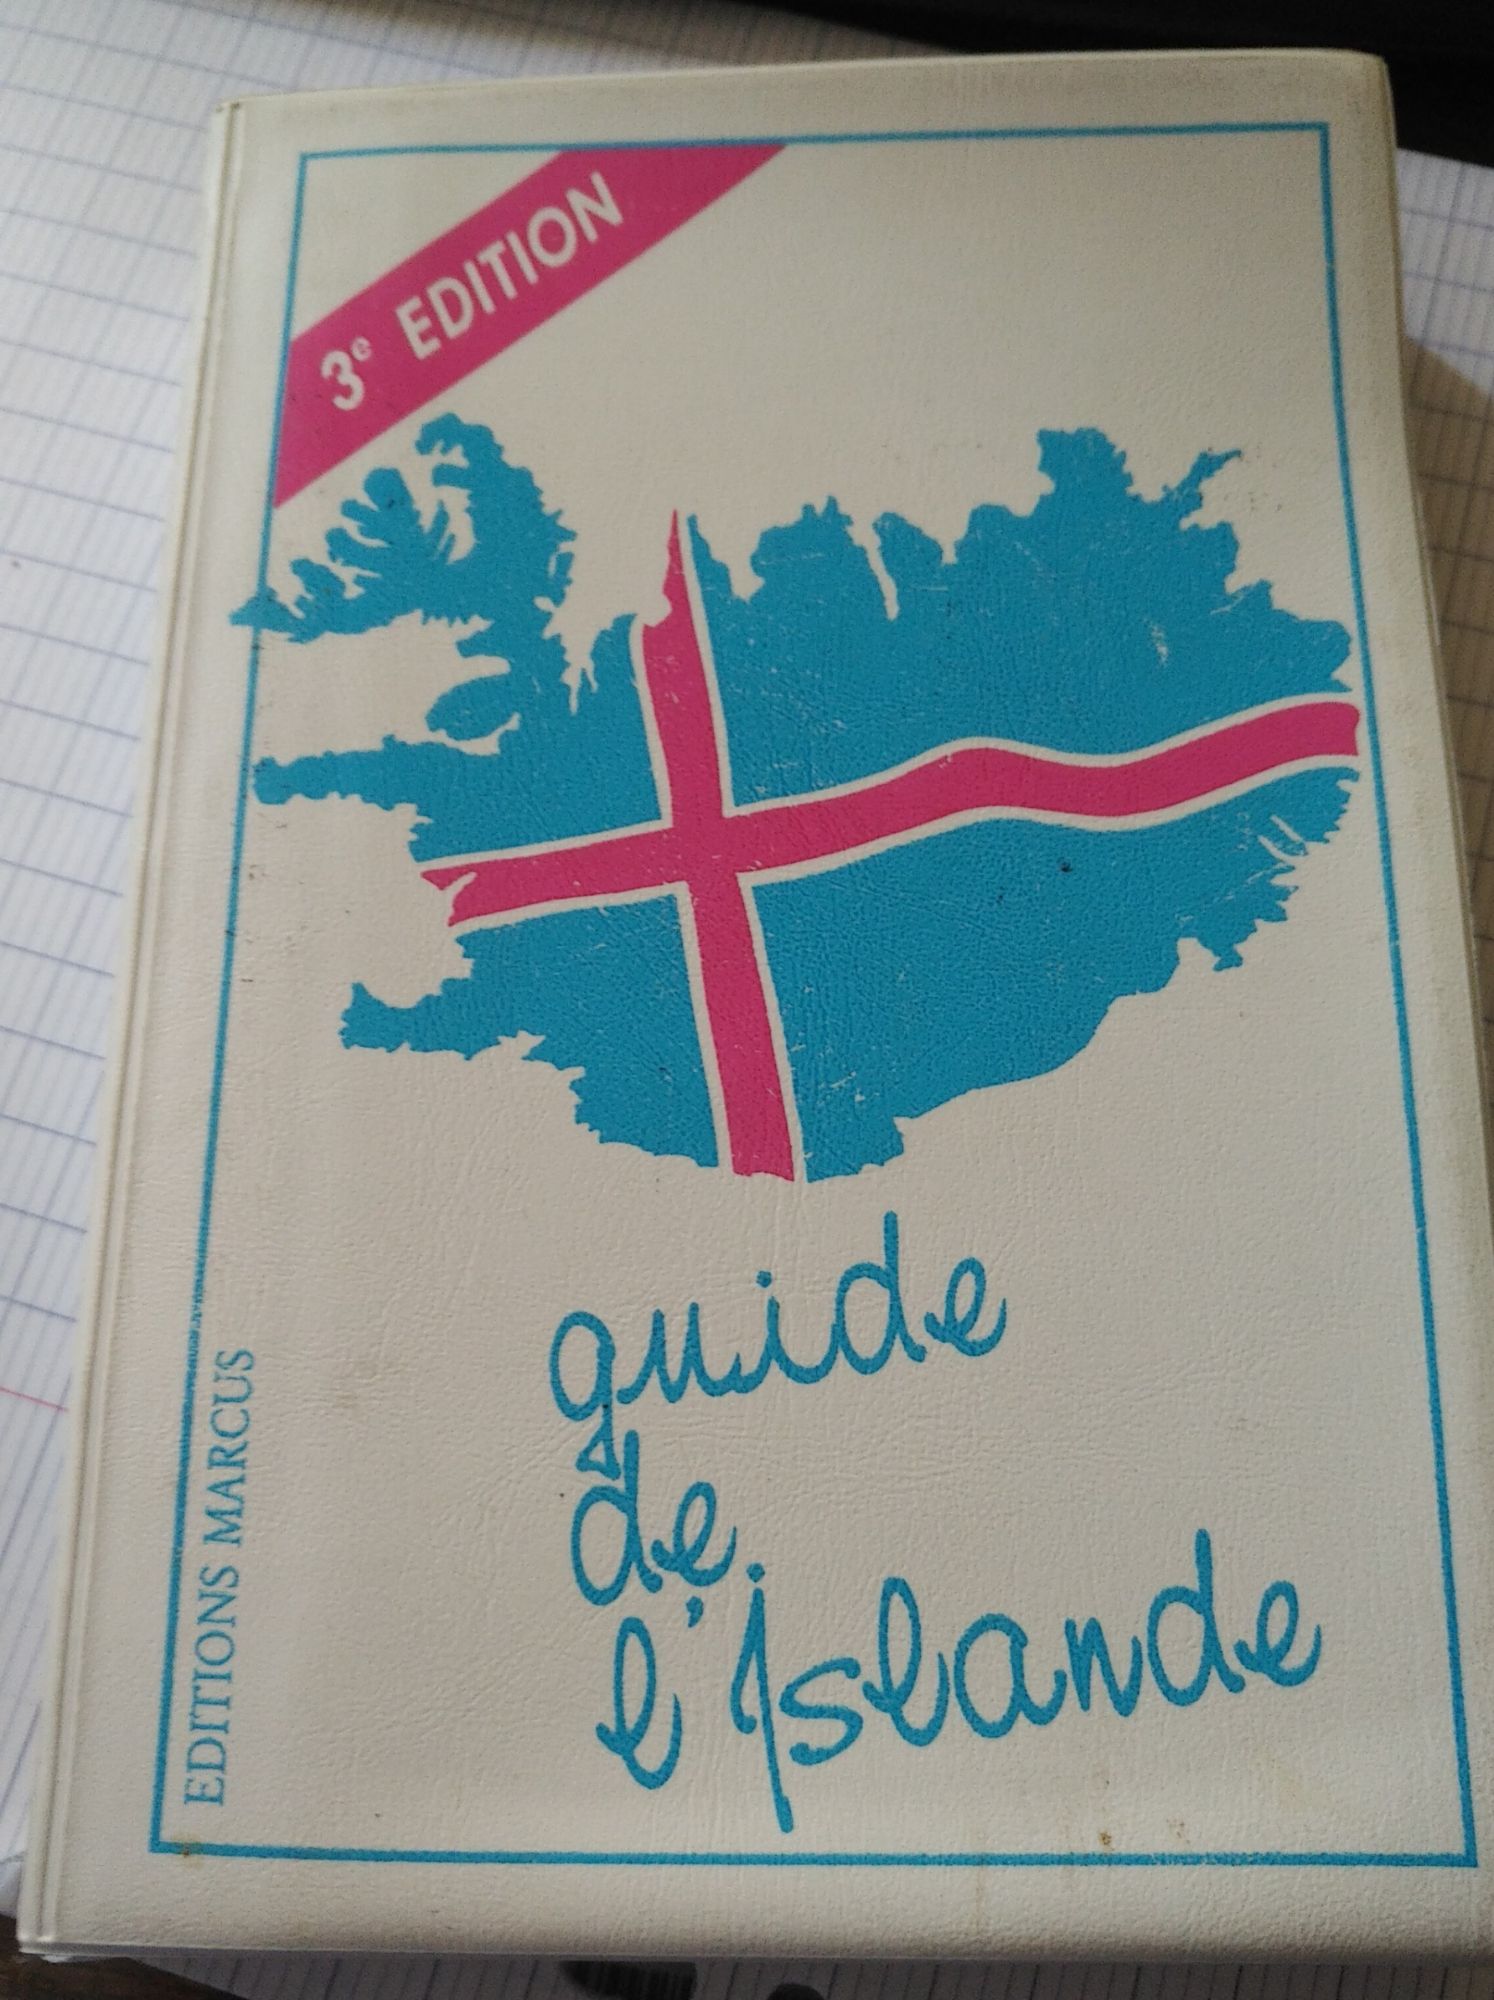 3e EDITION
guide
de
l'Islande
EDITIONS MARCUS